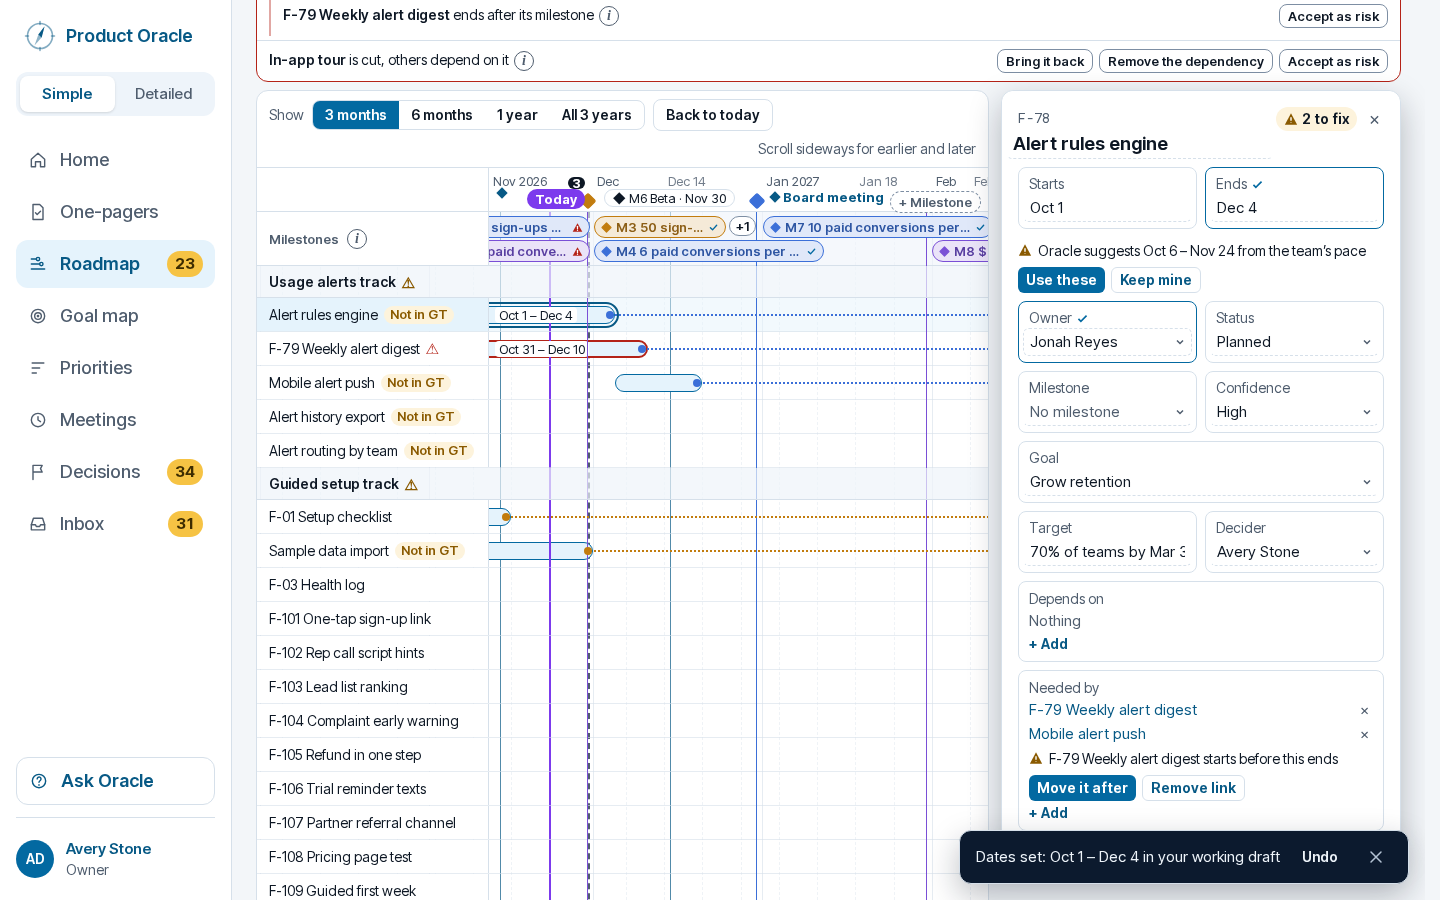 Product Oracle
Simple
Detailed
Home
One-pagers
Roadmap 23
Goal map
Priorities
Meetings
Decisions 34
Inbox 31
Ask Oracle
AD
Avery Stone
Owner
F-79 Weekly alert digest ends after its milestone i
Accept as risk
In-app tour is cut, others depend on it i
Bring it back
Remove the dependency
Accept as risk
Show
3 months
6 months
1 year
All 3 years
Back to today
Scroll sideways for earlier and later
Nov 2026
3
Dec
Dec 14
Jan 2027
Jan 18
Feb
Fe
Today
M6 Beta · Nov 30
Board meeting
+ Milestone
Milestones i
sign-ups ...
M3 50 sign-...
+1
M7 10 paid conversions per...
paid conve...
M4 6 paid conversions per ...
M8 $
Usage alerts track
Alert rules engine Not in GT
Oct 1 – Dec 4
F-79 Weekly alert digest
Oct 31 – Dec 10
Mobile alert push Not in GT
Alert history export Not in GT
Alert routing by team Not in GT
Guided setup track
F-01 Setup checklist
Sample data import Not in GT
F-03 Health log
F-101 One-tap sign-up link
F-102 Rep call script hints
F-103 Lead list ranking
F-104 Complaint early warning
F-105 Refund in one step
F-106 Trial reminder texts
F-107 Partner referral channel
F-108 Pricing page test
F-109 Guided first week
F-78
2 to fix
×
Alert rules engine
Starts
Oct 1
Ends
Dec 4
Oracle suggests Oct 6 – Nov 24 from the team's pace
Use these
Keep mine
Owner
Jonah Reyes
Status
Planned
Milestone
No milestone
Confidence
High
Goal
Grow retention
Target
70% of teams by Mar 3
Decider
Avery Stone
Depends on
Nothing
+ Add
Needed by
F-79 Weekly alert digest ×
Mobile alert push ×
F-79 Weekly alert digest starts before this ends
Move it after
Remove link
+ Add
Dates set: Oct 1 – Dec 4 in your working draft
Undo